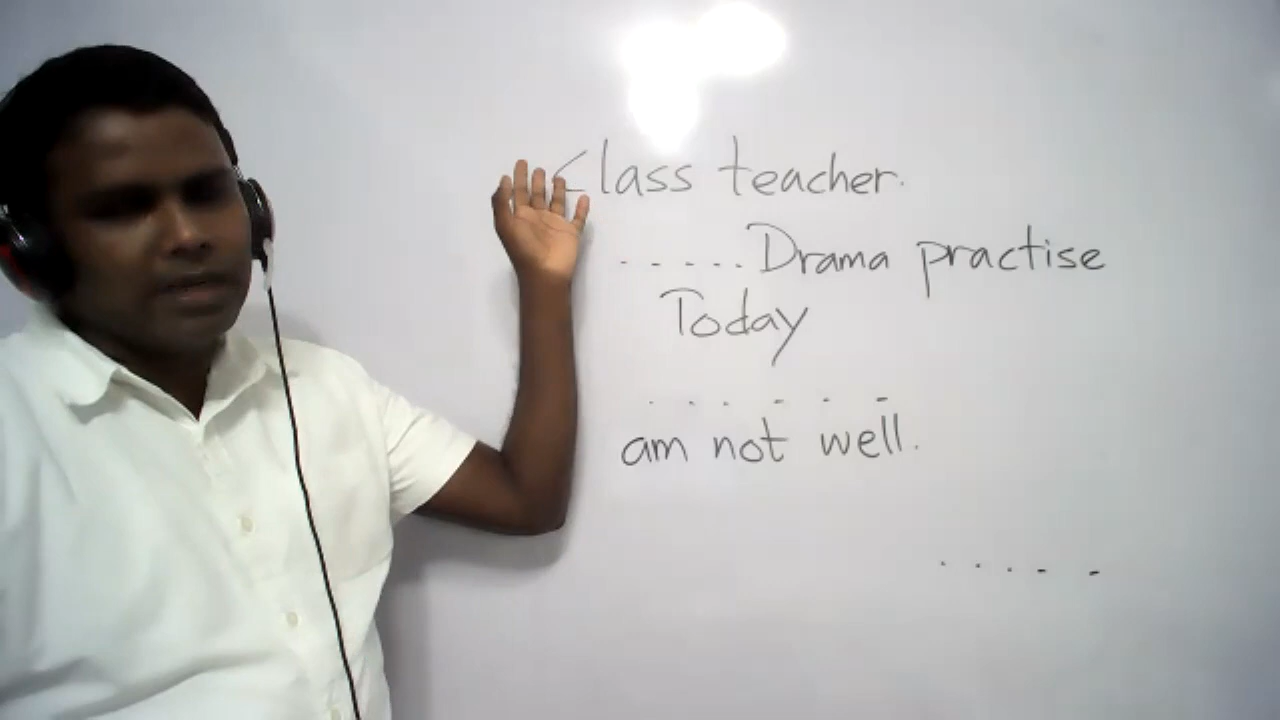 Class teacher.
.....Drama practise
Today
......
am not well.
.....